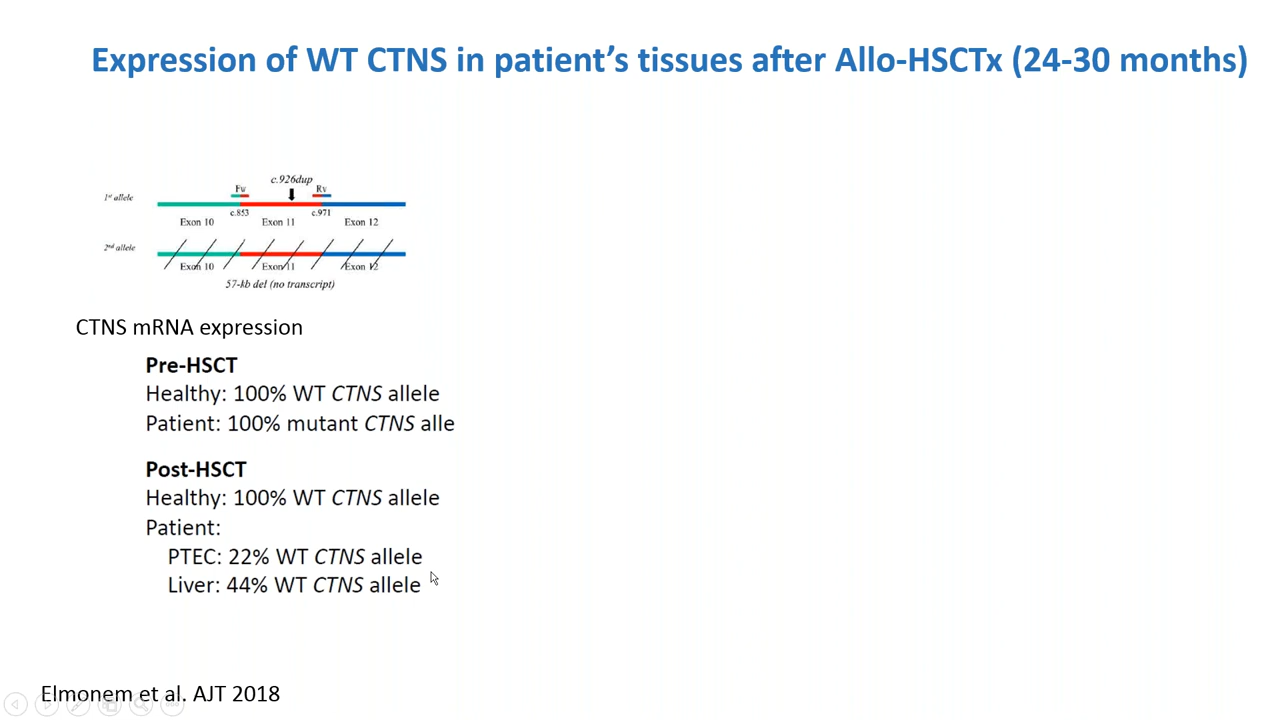 Expression of WT CTNS in patient's tissues after Allo-HSCTx (24-30 months)
c.926dup
Fw Rv
1st allele
c.853 c.971
Exon 10 Exon 11 Exon 12
2nd allele
Exon 10 Exon 11 Exon 12
57-kb del (no transcript)
CTNS mRNA expression
Pre-HSCT
Healthy: 100% WT CTNS allele
Patient: 100% mutant CTNS alle
Post-HSCT
Healthy: 100% WT CTNS allele
Patient:
PTEC: 22% WT CTNS allele
Liver: 44% WT CTNS allele
Elmonem et al. AJT 2018